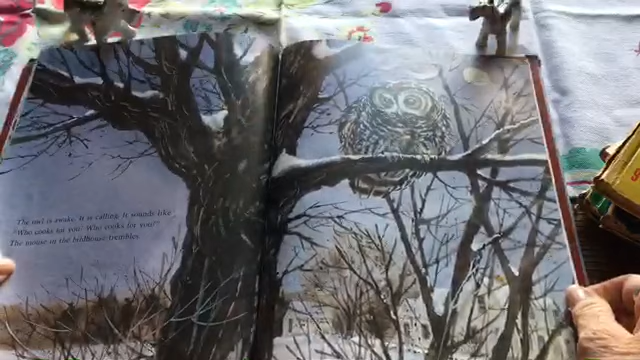 The owl is awake. It is calling. It sounds like
"Who cooks for you? Who cooks for you?"
The mouse in the birdhouse trembles.